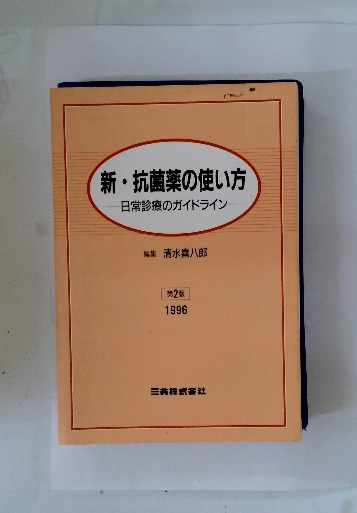 新・抗菌薬の使い方
日常診療のガイドライン
編集 清水喜八郎
第2版
1996
三共株式会社